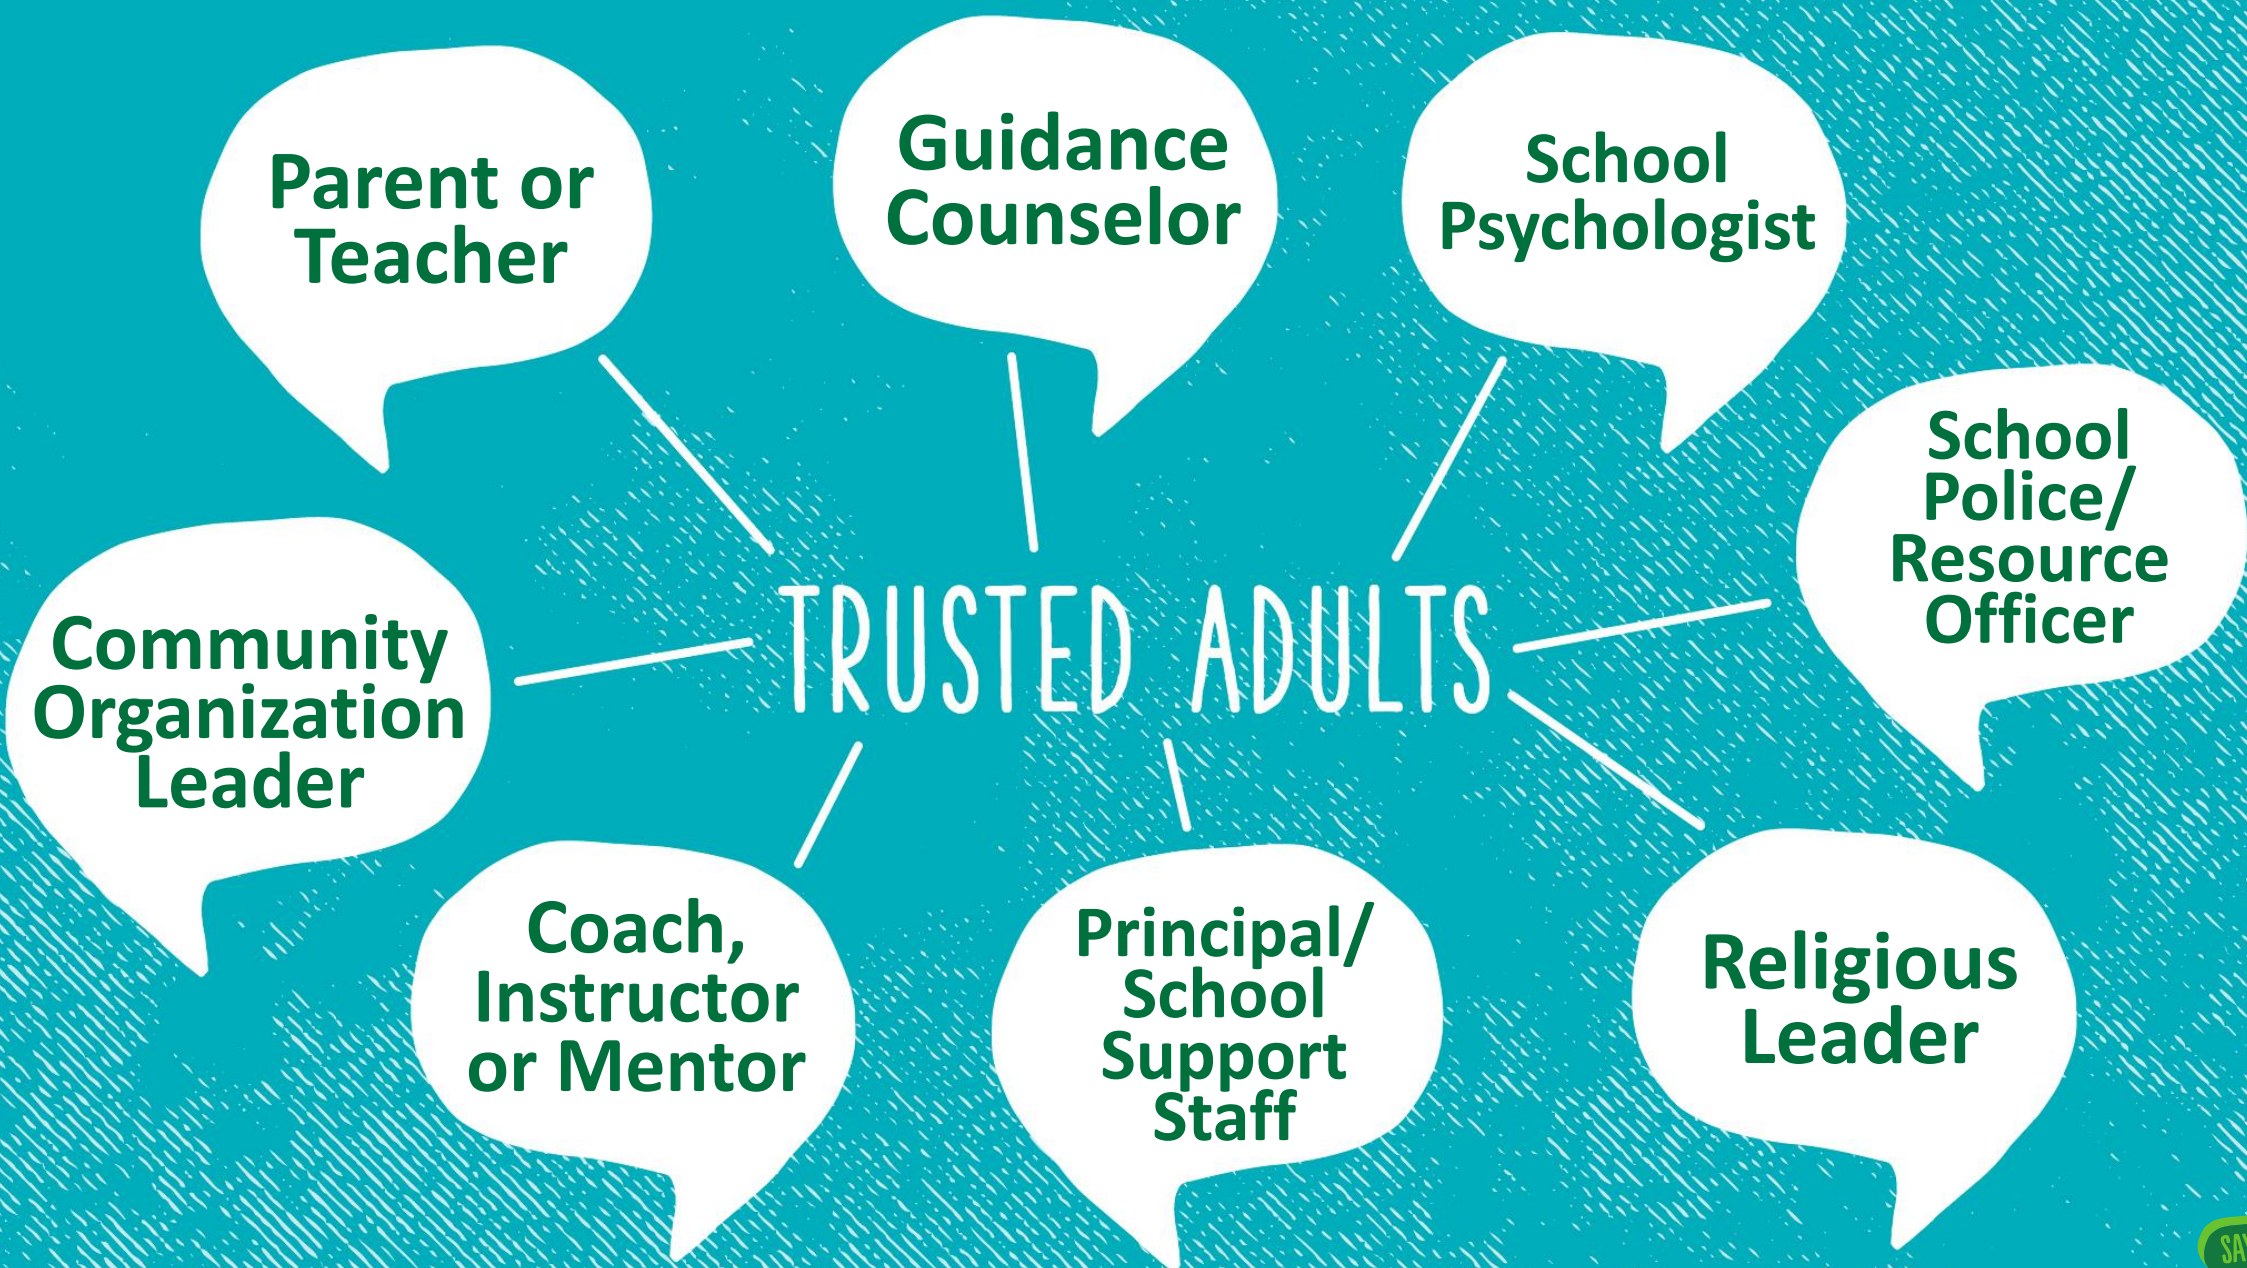 Parent or
Teacher
Guidance
Counselor
School
Psychologist
School
Police/
Resource
Officer
Community
Organization
Leader
TRUSTED ADULTS
Coach,
Instructor
or Mentor
Principal/
School
Support
Staff
Religious
Leader